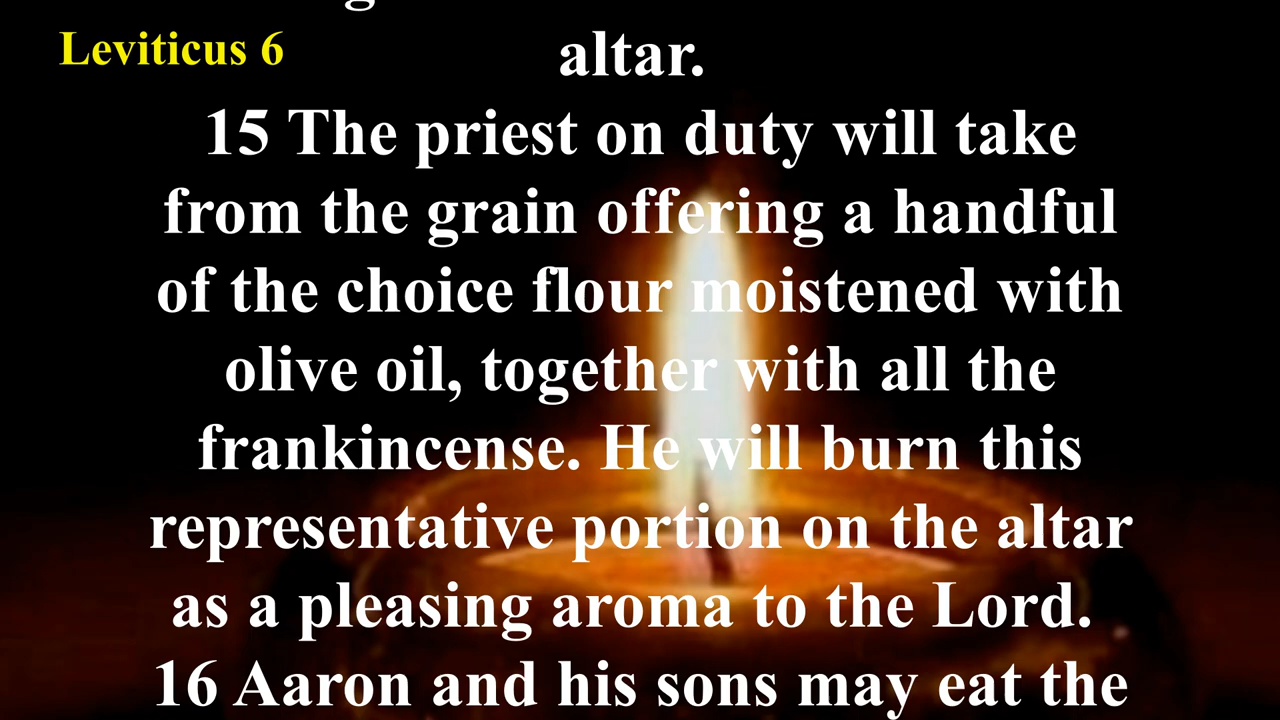 Leviticus 6
altar.
15 The priest on duty will take
from the grain offering a handful
of the choice flour moistened with
olive oil, together with all the
frankincense. He will burn this
representative portion on the altar
as a pleasing aroma to the Lord.
16 Aaron and his sons may eat the